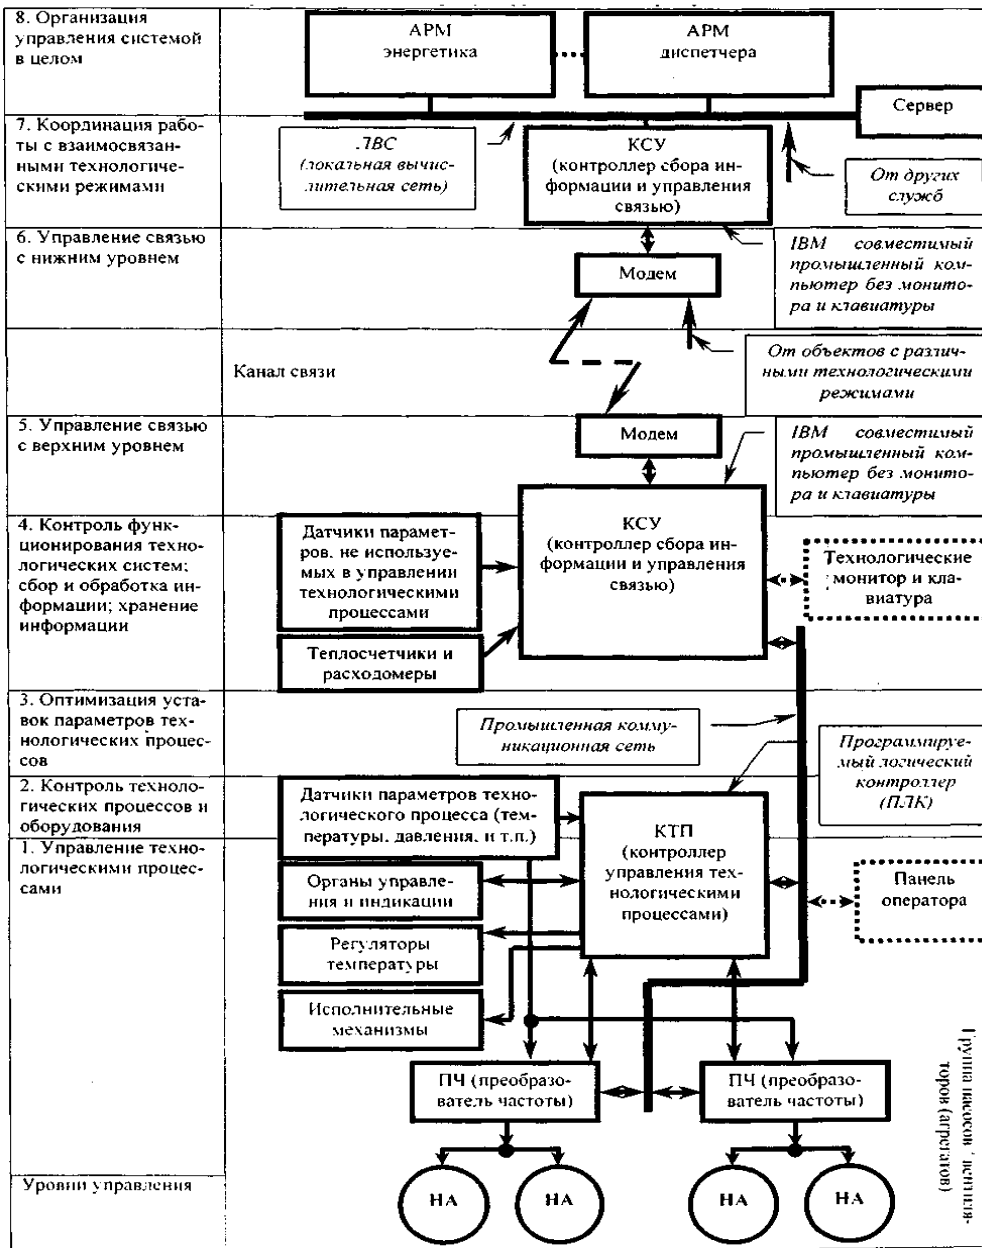 8. Организация
управления системой
в целом
АРМ
энергетика
АРМ
диспетчера
Сервер
7. Координация рабо-
ты с взаимосвязан-
ными технологиче-
скими режимами
ЛВС
(локальная вычис-
лительная сеть)
КСУ
(контроллер сбора ин-
формации и управления
связью)
От других
служб
6. Управление связью
с нижним уровнем
Модем
IBM совместимый
промышленный ком-
пьютер без монито-
ра и клавиатуры
Канал связи
От объектов с различ-
ными технологическими
режимами
5. Управление связью
с верхним уровнем
Модем
IBM совместимый
промышленный ком-
пьютер без монито-
ра и клавиатуры
4. Контроль функ-
ционирования техно-
логических систем;
сбор и обработка ин-
формации; хранение
информации
Датчики парамет-
ров, не используе-
мых в управлении
технологическими
процессами
КСУ
(контроллер сбора ин-
формации и управления
связью)
Технологические
монитор и кла-
виатура
Теплосчетчики и
расходомеры
3. Оптимизация уста-
вок параметров тех-
нологических процес-
сов
Промышленная комму-
никационная сеть
Программируе-
мый логический
контроллер
(ПЛК)
2. Контроль техноло-
гических процессов и
оборудования
Датчики параметров техно-
логического процесса (тем-
пературы, давления, и т.п.)
КТП
(контроллер
управления тех-
нологическими
процессами)
1. Управление техно-
логическими процес-
сами
Органы управле-
ния и индикации
Панель
оператора
Регуляторы
температуры
Исполнительные
механизмы
ПЧ (преобразо-
ватель частоты)
ПЧ (преобразо-
ватель частоты)
Группа насосов, вентиля-
торов (агрегатов)
Уровни управления
НА
НА
НА
НА